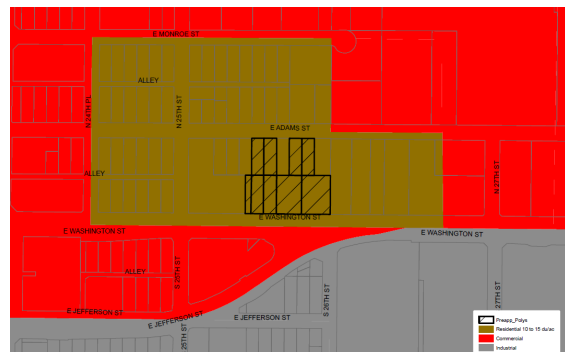 E MONROE ST
ALLEY
N 24TH PL
N 25TH ST
E ADAMS ST
ALLEY
N 27TH ST
E WASHINGTON ST
E WASHINGTON ST
E WASHINGTON ST
ALLEY
S 25TH ST
S 26TH ST
27TH ST
E JEFFERSON ST
E JEFFERSON ST
E JEFFERSON ST
25TH ST
Preapp_Polys
Residential 10 to 15 du/ac
Commercial
Industrial